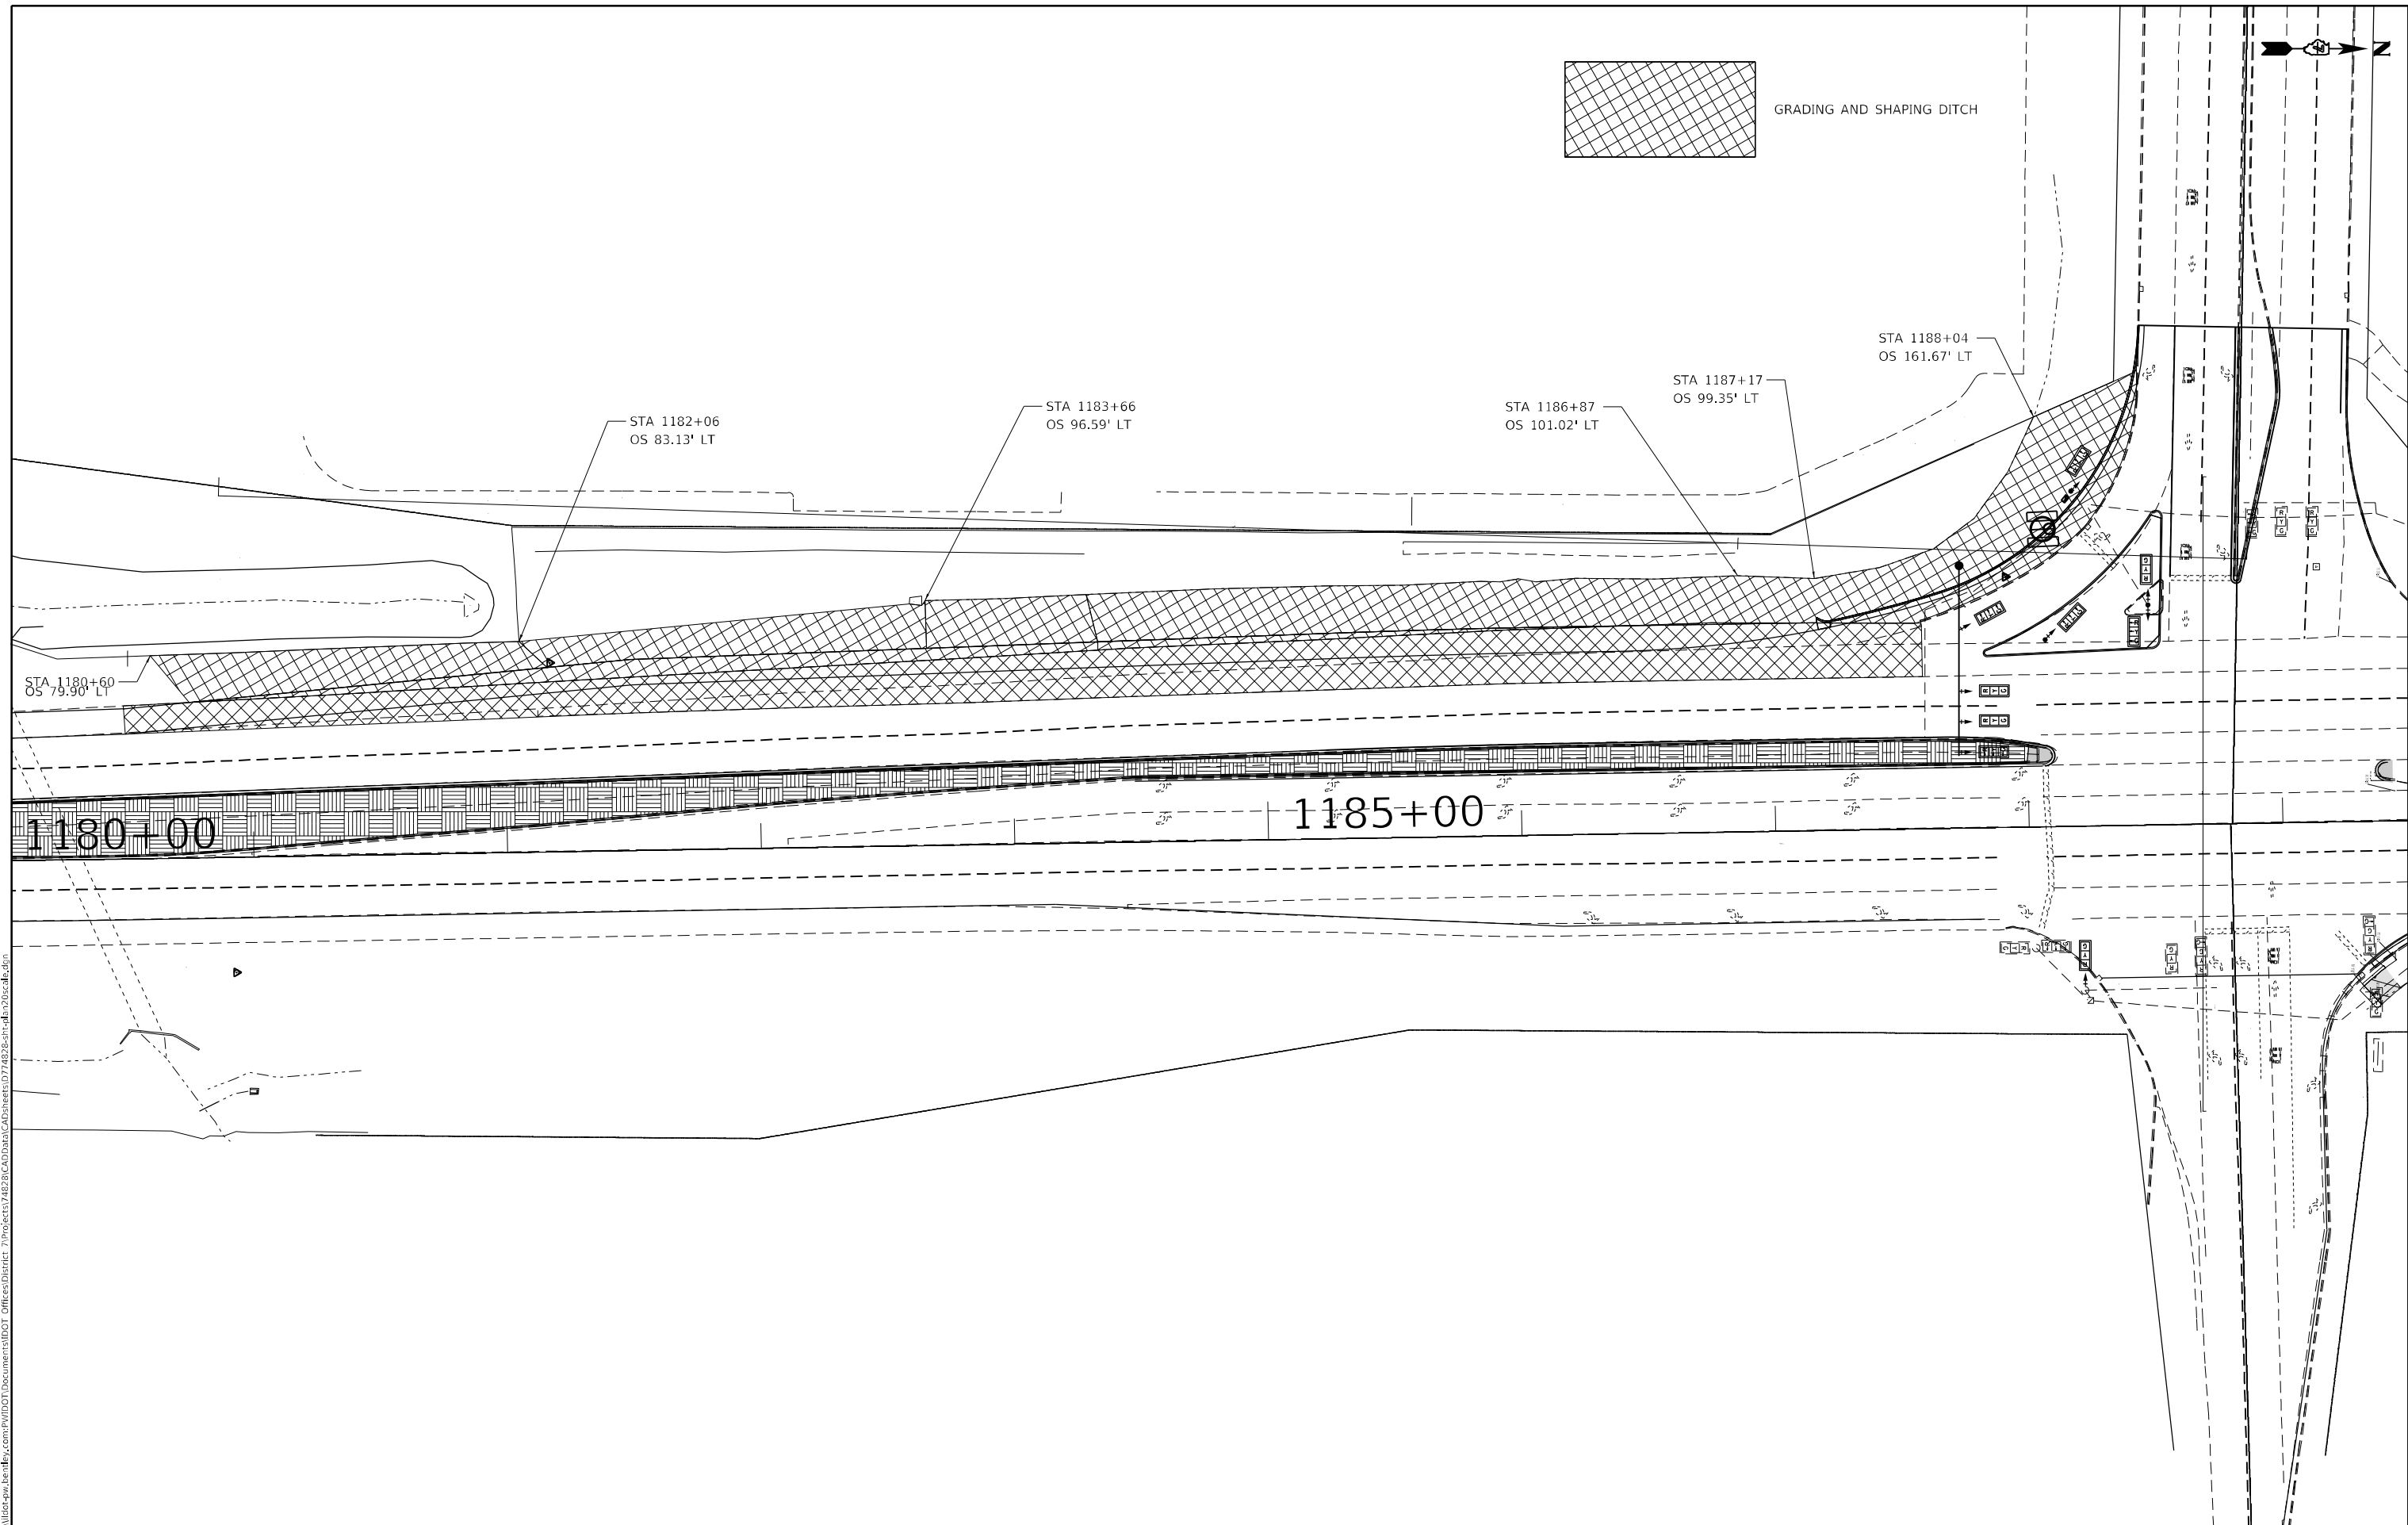 N
GRADING AND SHAPING DITCH
STA 1188+04
OS 161.67' LT
STA 1187+17
OS 99.35' LT
STA 1186+87
OS 101.02' LT
STA 1183+66
OS 96.59' LT
STA 1182+06
OS 83.13' LT
STA 1180+60
OS 79.90' LT
R Y G
R Y G
1185+00
1180+00